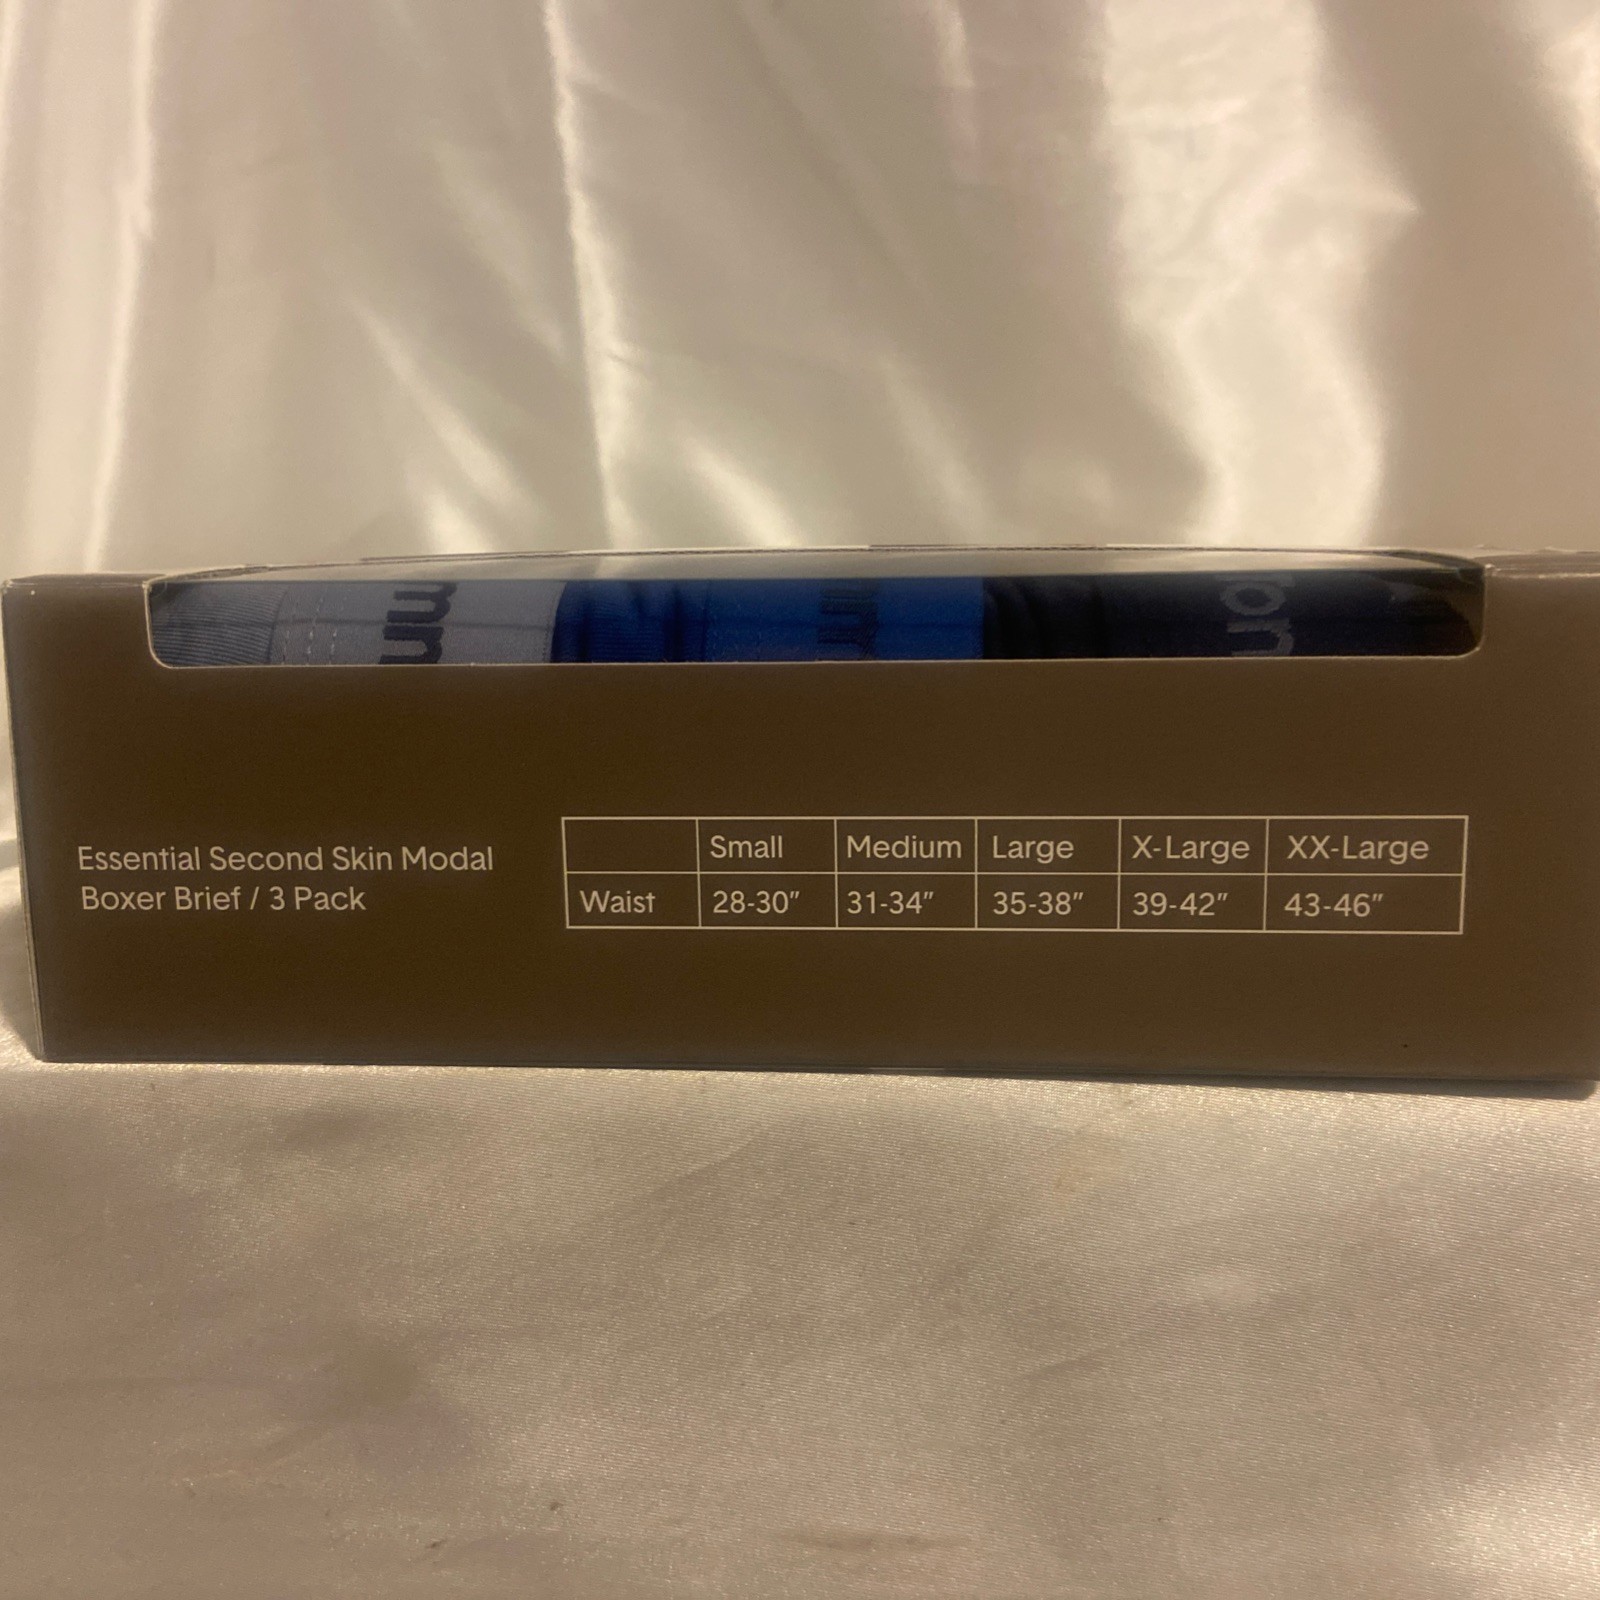 Essential Second Skin Modal
Boxer Brief / 3 Pack
Small Medium Large X-Large XX-Large
Waist 28-30″ 31-34″ 35-38″ 39-42″ 43-46″